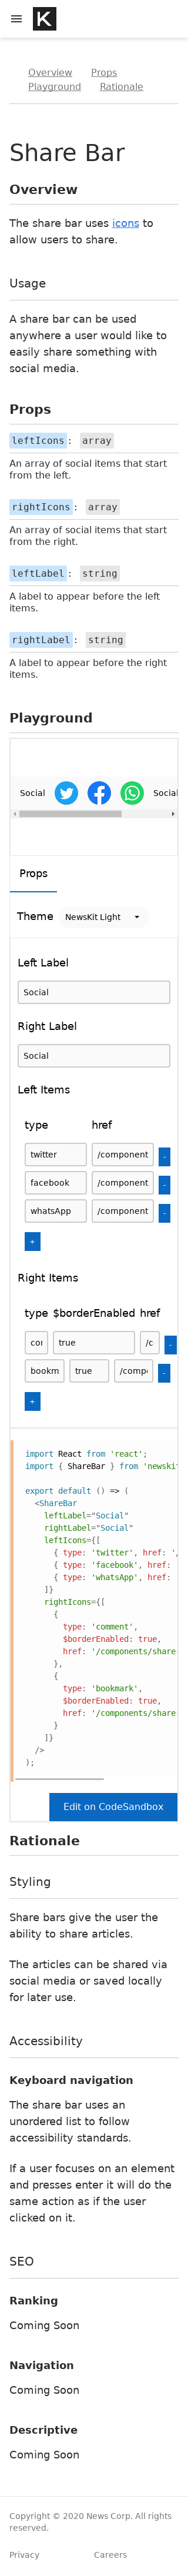 K
Overview Props
Playground Rationale
Share Bar
Overview
The share bar uses icons to
allow users to share.
Usage
A share bar can be used
anywhere a user would like to
easily share something with
social media.
Props
leftIcons: array
An array of social items that start
from the left.
rightIcons: array
An array of social items that start
from the right.
leftLabel: string
A label to appear before the left
items.
rightLabel: string
A label to appear before the right
items.
Playground
Social Social
Props
Theme NewsKit Light
Left Label
Social
Right Label
Social
Left Items
type href
twitter /component -
facebook /component -
whatsApp /component -
+
Right Items
type $borderEnabled href
cor true /c -
bookm true /compo -
+
import React from 'react';
import { ShareBar } from 'newski
export default () => (
<ShareBar
leftLabel="Social"
rightLabel="Social"
leftIcons={[
{ type: 'twitter', href: '/
{ type: 'facebook', href:
{ type: 'whatsApp', href:
]}
rightIcons={[
{
type: 'comment',
$borderEnabled: true,
href: '/components/share
},
{
type: 'bookmark',
$borderEnabled: true,
href: '/components/share
}
]}
/>
);
Edit on CodeSandbox
Rationale
Styling
Share bars give the user the
ability to share articles.
The articles can be shared via
social media or saved locally
for later use.
Accessibility
Keyboard navigation
The share bar uses an
unordered list to follow
accessibility standards.
If a user focuses on an element
and presses enter it will do the
same action as if the user
clicked on it.
SEO
Ranking
Coming Soon
Navigation
Coming Soon
Descriptive
Coming Soon
Copyright © 2020 News Corp. All rights
reserved.
Privacy Careers